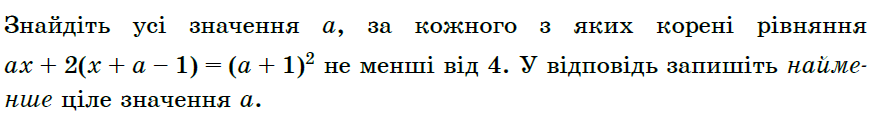 Знайдіть усі значення a, за кожного з яких корені рівняння
ax + 2(x + a − 1) = (a + 1)² не менші від 4. У відповідь запишіть найме-
нше ціле значення a.